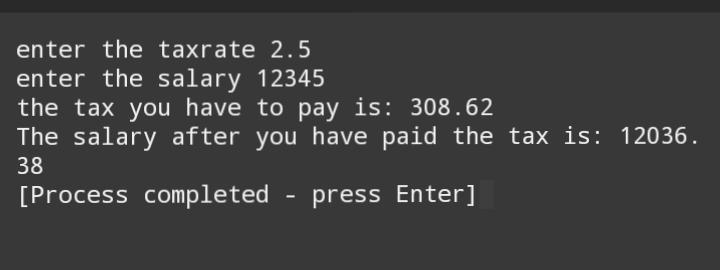 enter the taxrate 2.5
enter the salary 12345
the tax you have to pay is: 308.62
The salary after you have paid the tax is: 12036.
38
[Process completed - press Enter]